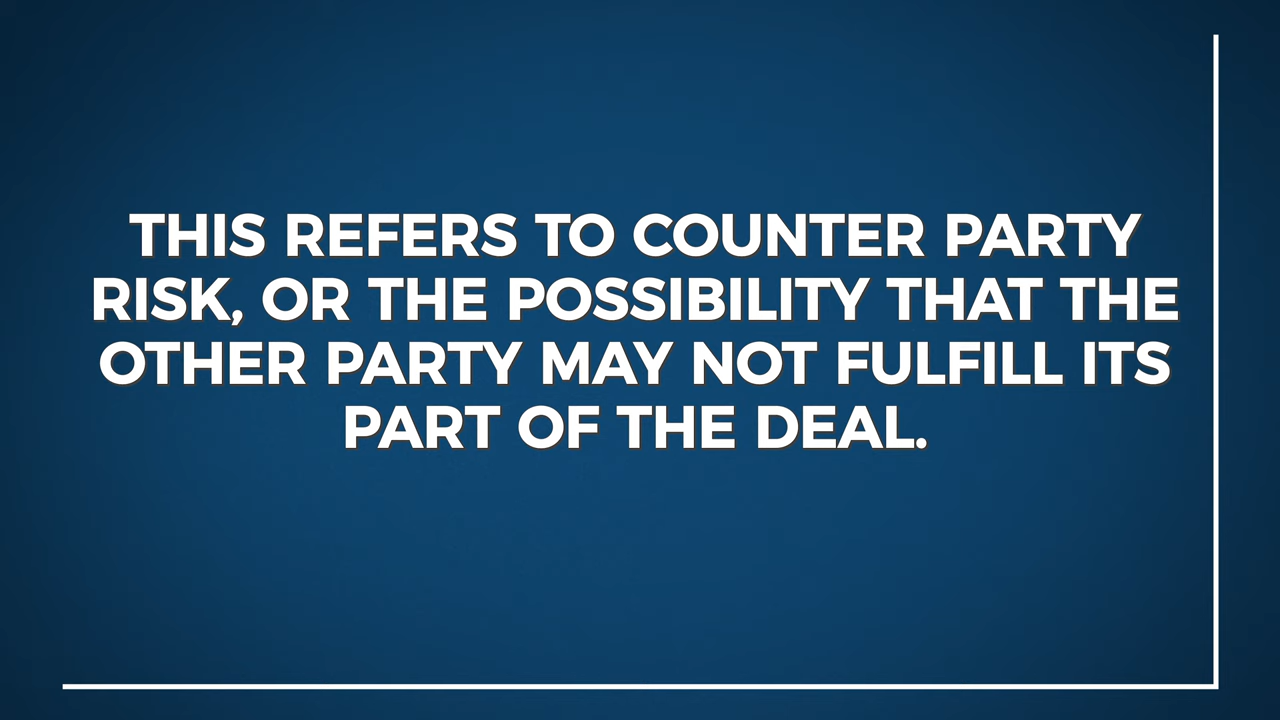 THIS REFERS TO COUNTER PARTY
RISK, OR THE POSSIBILITY THAT THE
OTHER PARTY MAY NOT FULFILL ITS
PART OF THE DEAL.